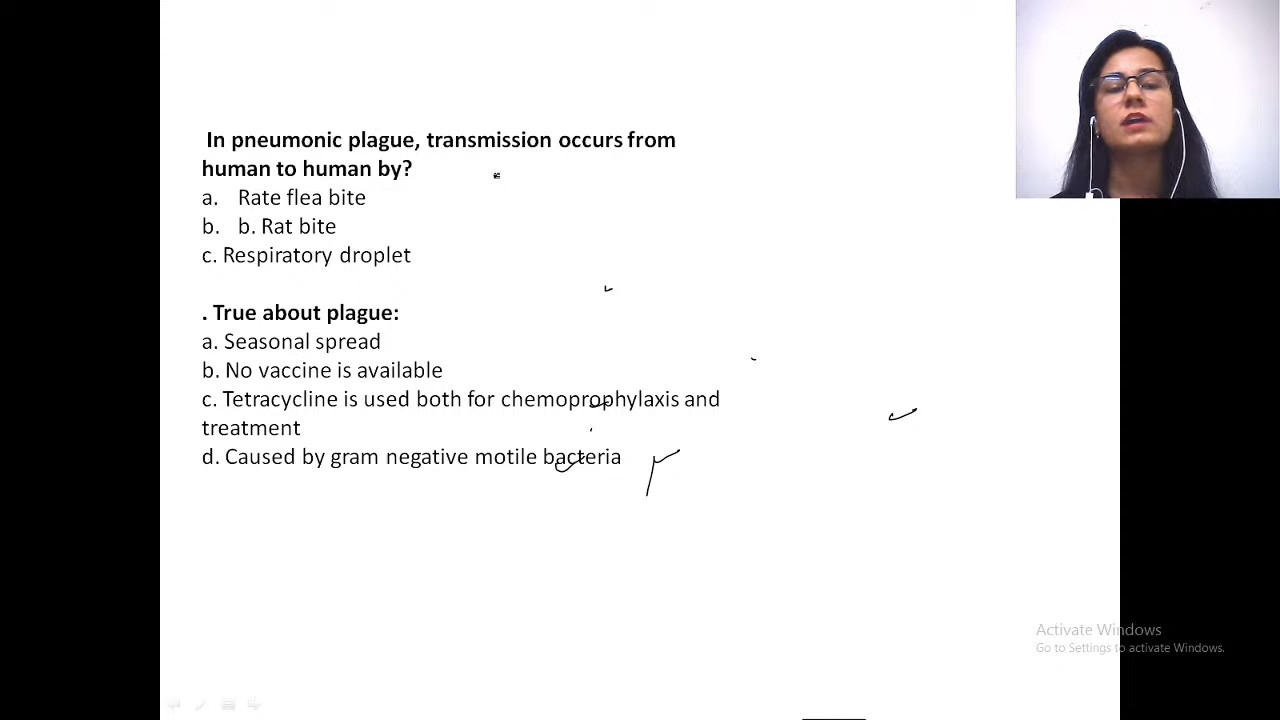 In pneumonic plague, transmission occurs from
human to human by?
a. Rate flea bite
b. b. Rat bite
c. Respiratory droplet
. True about plague:
a. Seasonal spread
b. No vaccine is available
c. Tetracycline is used both for chemoprophylaxis and
treatment
d. Caused by gram negative motile bacteria
Activate Windows
Go to Settings to activate Windows.